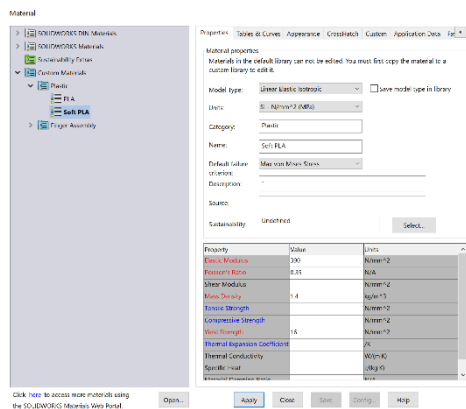 Material
SOLIDWORKS DIN Materials
SOLIDWORKS Materials
Sustainability Extras
Custom Materials
Plastic
PLA
Soft PLA
Finger Assembly
Click here to access more materials using
the SOLIDWORKS Materials Web Portal.
Open...
Properties Tables & Curves Appearance CrossHatch Custom Application Data
Material properties
Materials in the default library can not be edited. You must first copy the material to a
custom library to edit it.
Model Type: Linear Elastic Isotropic Save model type in library
Units: SI - N/mm^2 (MPa)
Category: Plastic
Name: Soft PLA
Default failure
criterion: Max von Mises Stress
Description: -
Source:
Sustainability: Undefined Select...
Property Value Units
Elastic Modulus 390 N/mm^2
Poisson's Ratio 0.35 N/A
Shear Modulus N/mm^2
Mass Density 1.4 kg/m^3
Tensile Strength N/mm^2
Compressive Strength N/mm^2
Yield Strength 16 N/mm^2
Thermal Expansion Coefficient /K
Thermal Conductivity W/(m·K)
Specific Heat J/(kg·K)
Material Damping Ratio N/A
Apply Close Save Config... Help